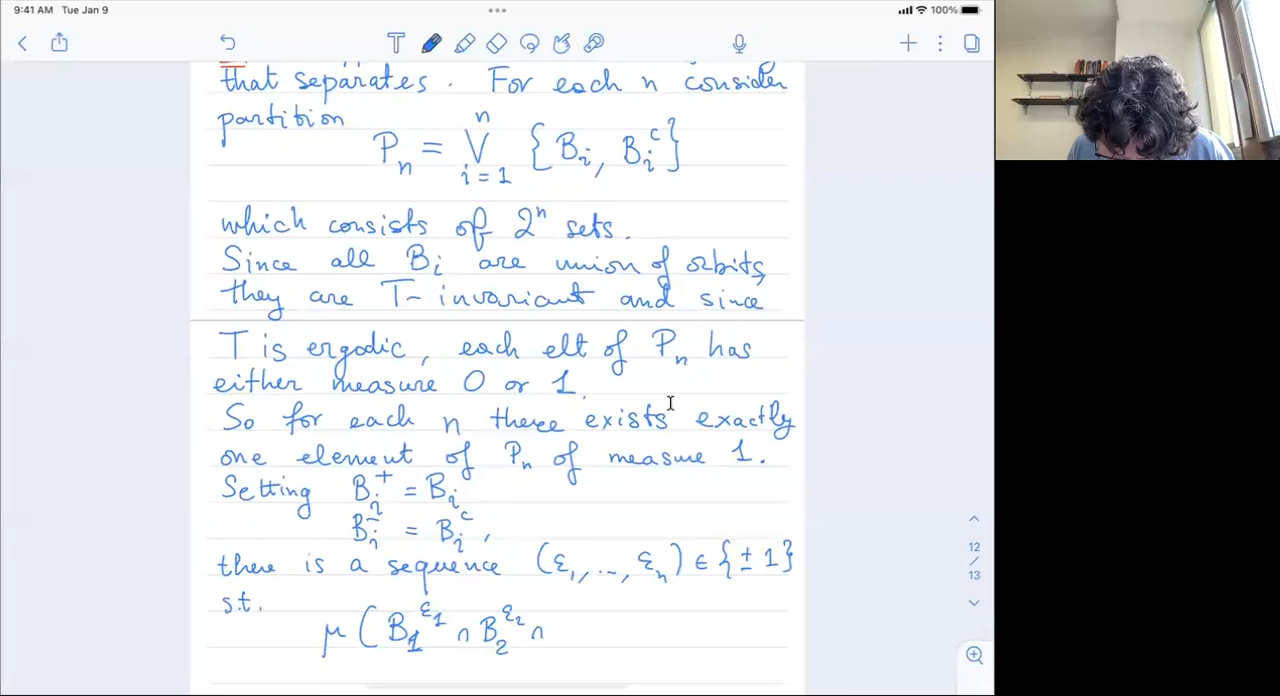 9:41 AM Tue Jan 9
100%
that separates. For each n consider
partition
P_n = ⋁_{i=1}^{n} { B_i, B_i^c }
which consists of 2^n sets.
Since all B_i are union of orbits,
they are T-invariant and since
T is ergodic, each elt of P_n has
either measure 0 or 1.
So for each n there exists exactly
one element of P_n of measure 1.
Setting B_i^+ = B_i
B_i^- = B_i^c,
there is a sequence (ε_1, .., ε_n) ∈ {± 1}
st.
μ ( B_1^{ε_1} ∩ B_2^{ε_2} ∩
12
/
13